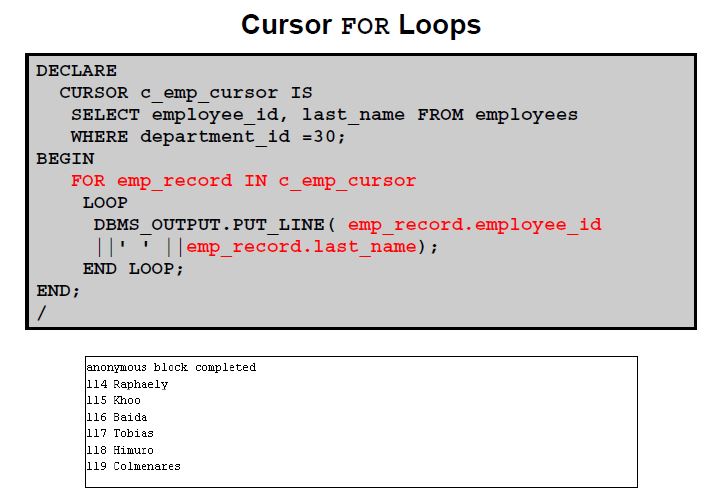 Cursor FOR Loops
DECLARE
CURSOR c_emp_cursor IS
SELECT employee_id, last_name FROM employees
WHERE department_id =30;
BEGIN
FOR emp_record IN c_emp_cursor
LOOP
DBMS_OUTPUT.PUT_LINE( emp_record.employee_id
||' ' ||emp_record.last_name);
END LOOP;
END;
/
anonymous block completed
114 Raphaely
115 Khoo
116 Baida
117 Tobias
118 Himuro
119 Colmenares